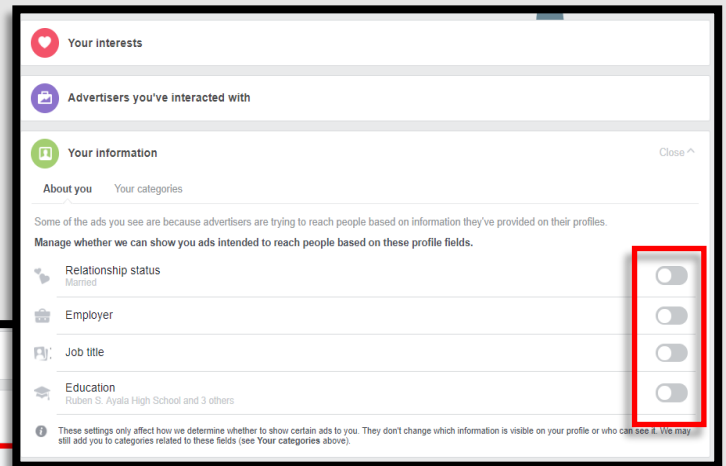 Your interests
Advertisers you've interacted with
Your information
Close
About you Your categories
Some of the ads you see are because advertisers are trying to reach people based on information they've provided on their profiles.
Manage whether we can show you ads intended to reach people based on these profile fields.
Relationship status
Married
Employer
Job title
Education
Ruben S. Ayala High School and 3 others
These settings only affect how we determine whether to show certain ads to you. They don't change which information is visible on your profile or who can see it. We may
still add you to categories related to these fields (see Your categories above).